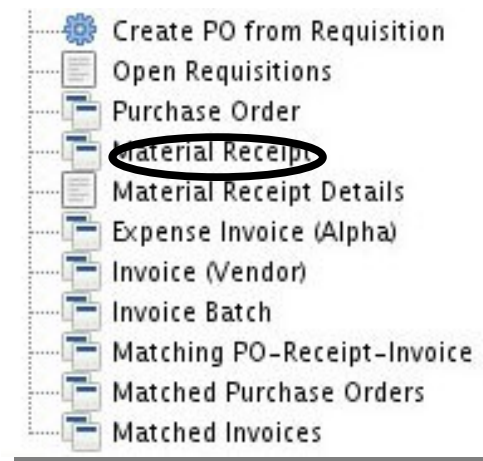 Create PO from Requisition
Open Requisitions
Purchase Order
Material Receipt
Material Receipt Details
Expense Invoice (Alpha)
Invoice (Vendor)
Invoice Batch
Matching PO-Receipt-Invoice
Matched Purchase Orders
Matched Invoices